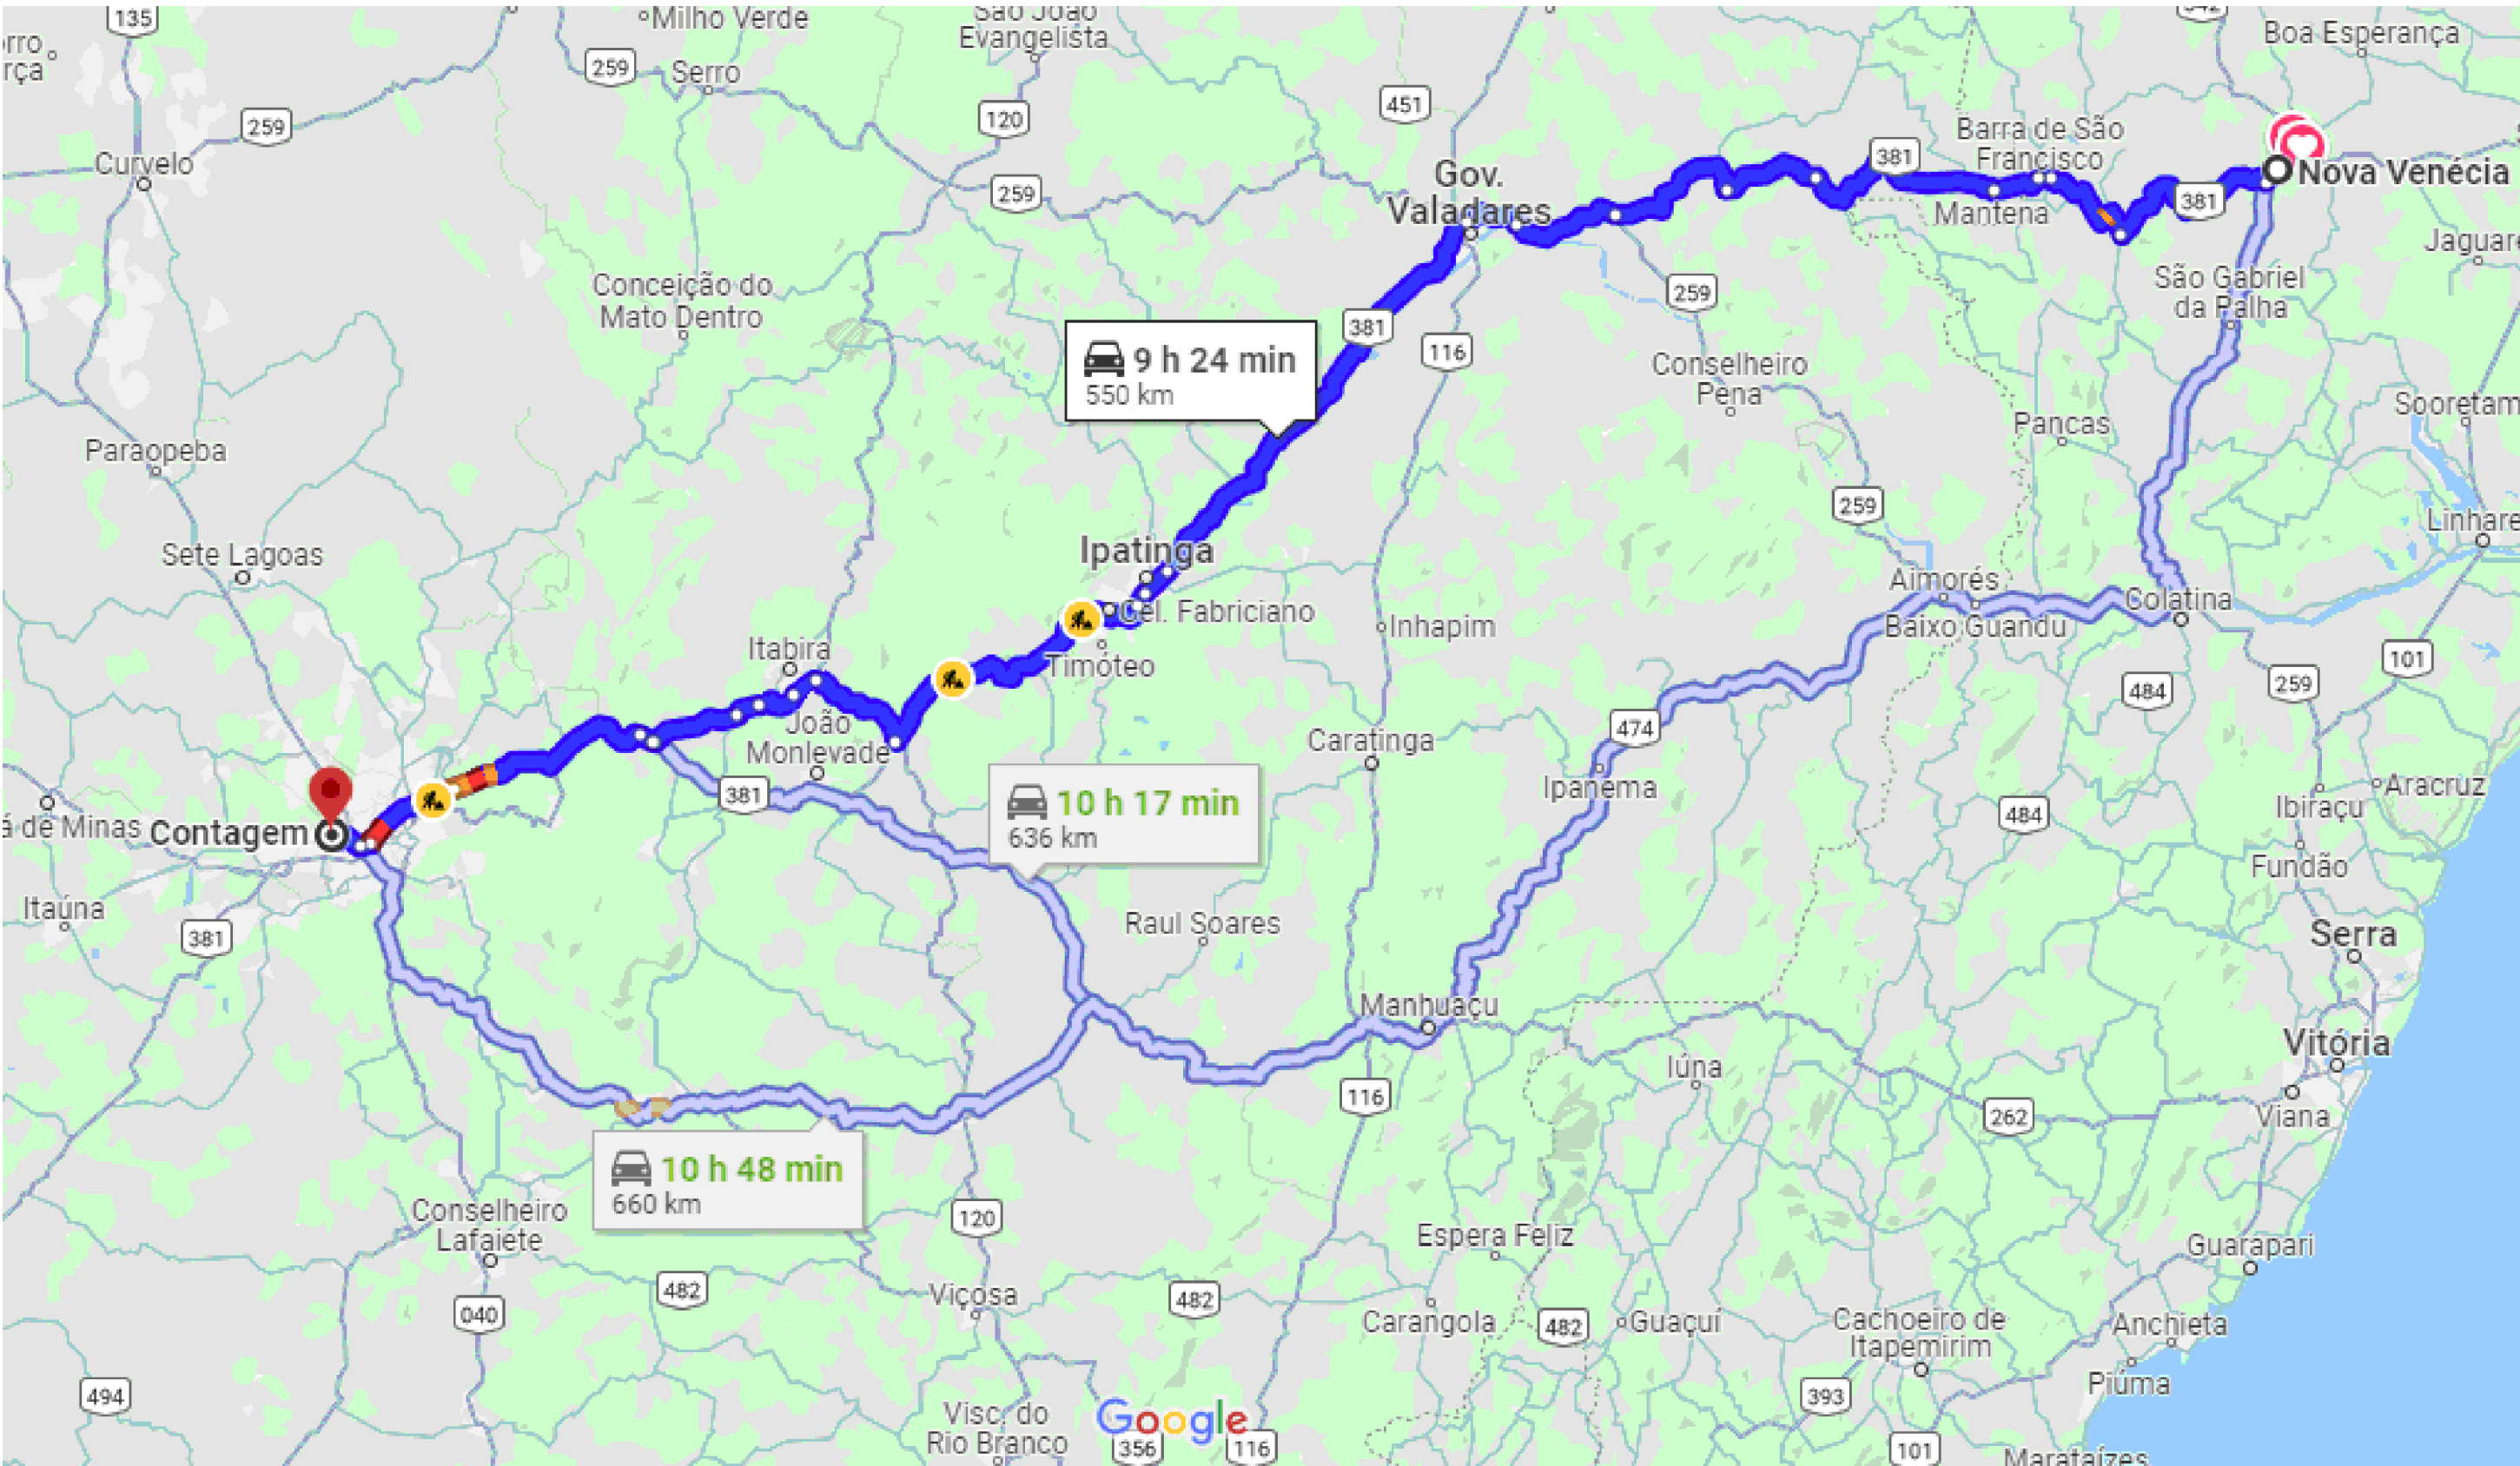 135
Milho Verde
São João
Evangelista
342
Boa Esperança
rro
rça
259
Serro
259
120
451
Curvelo
259
Gov.
Valadares
381
Barra de São
Francisco
Mantena
381
Nova Venécia
Jaguaré
Conceição do
Mato Dentro
259
São Gabriel
da Palha
381
116
9 h 24 min
550 km
Conselheiro
Pena
Pancas
Sooretam
Paraopeba
259
Linhare
Sete Lagoas
Ipatinga
Cel. Fabriciano
Inhapim
Aimorés
Baixo Guandu
Colatina
Itabira
Timóteo
101
484
259
João
Monlevade
474
Caratinga
Ipanema
381
10 h 17 min
636 km
Aracruz
Ibiraçu
484
á de Minas
Contagem
Fundão
Itaúna
381
Raul Soares
Serra
Manhuaçu
Vitória
Iúna
116
262
Viana
10 h 48 min
660 km
Conselheiro
Lafaiete
120
Espera Feliz
Guarapari
482
Viçosa
482
040
Carangola
482
Guaçuí
Cachoeiro de
Itapemirim
Anchieta
Piúma
494
393
Visc. do
Rio Branco
Google
356
116
101
Marataízes